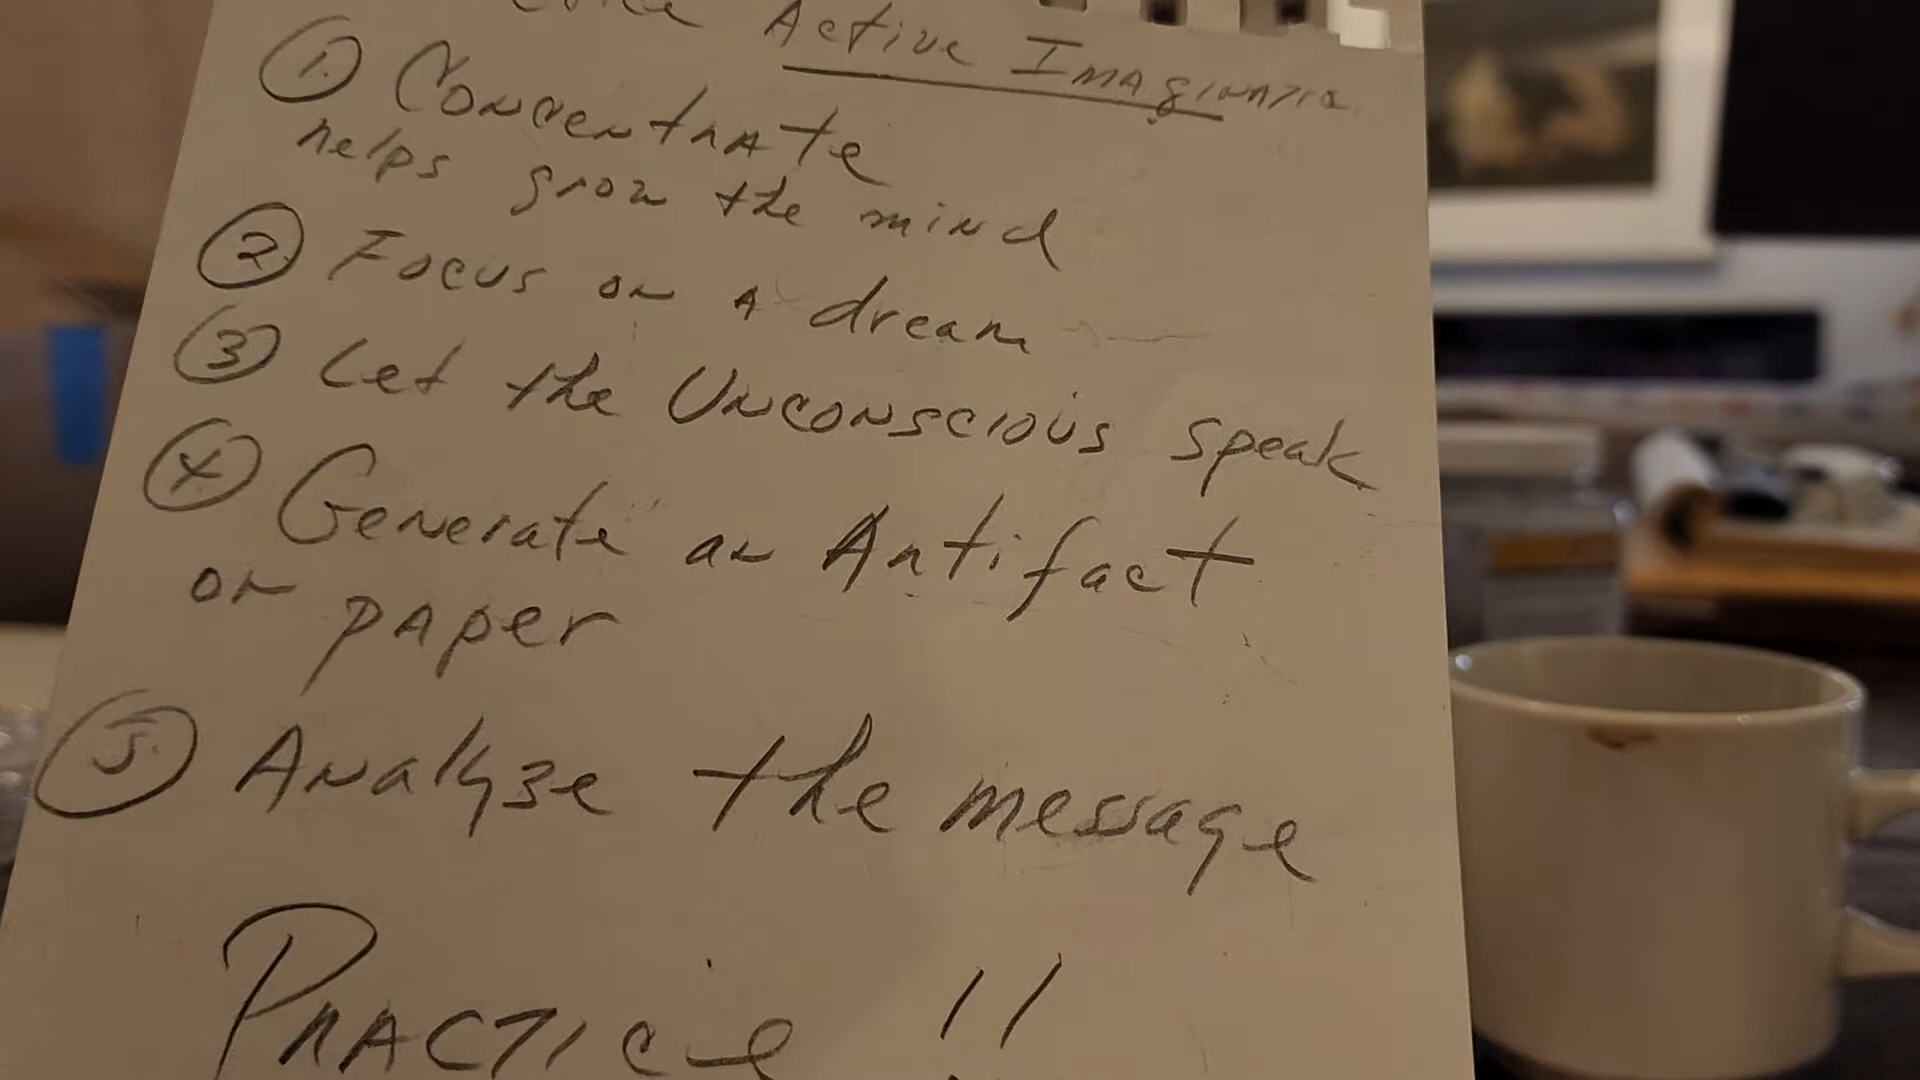 Active Imagination
1. Concentrate
helps grow the mind
2. Focus on a dream
3 Let the Unconscious speak
4 Generate an Artifact
on paper
5. Analyze the message
Practice !!